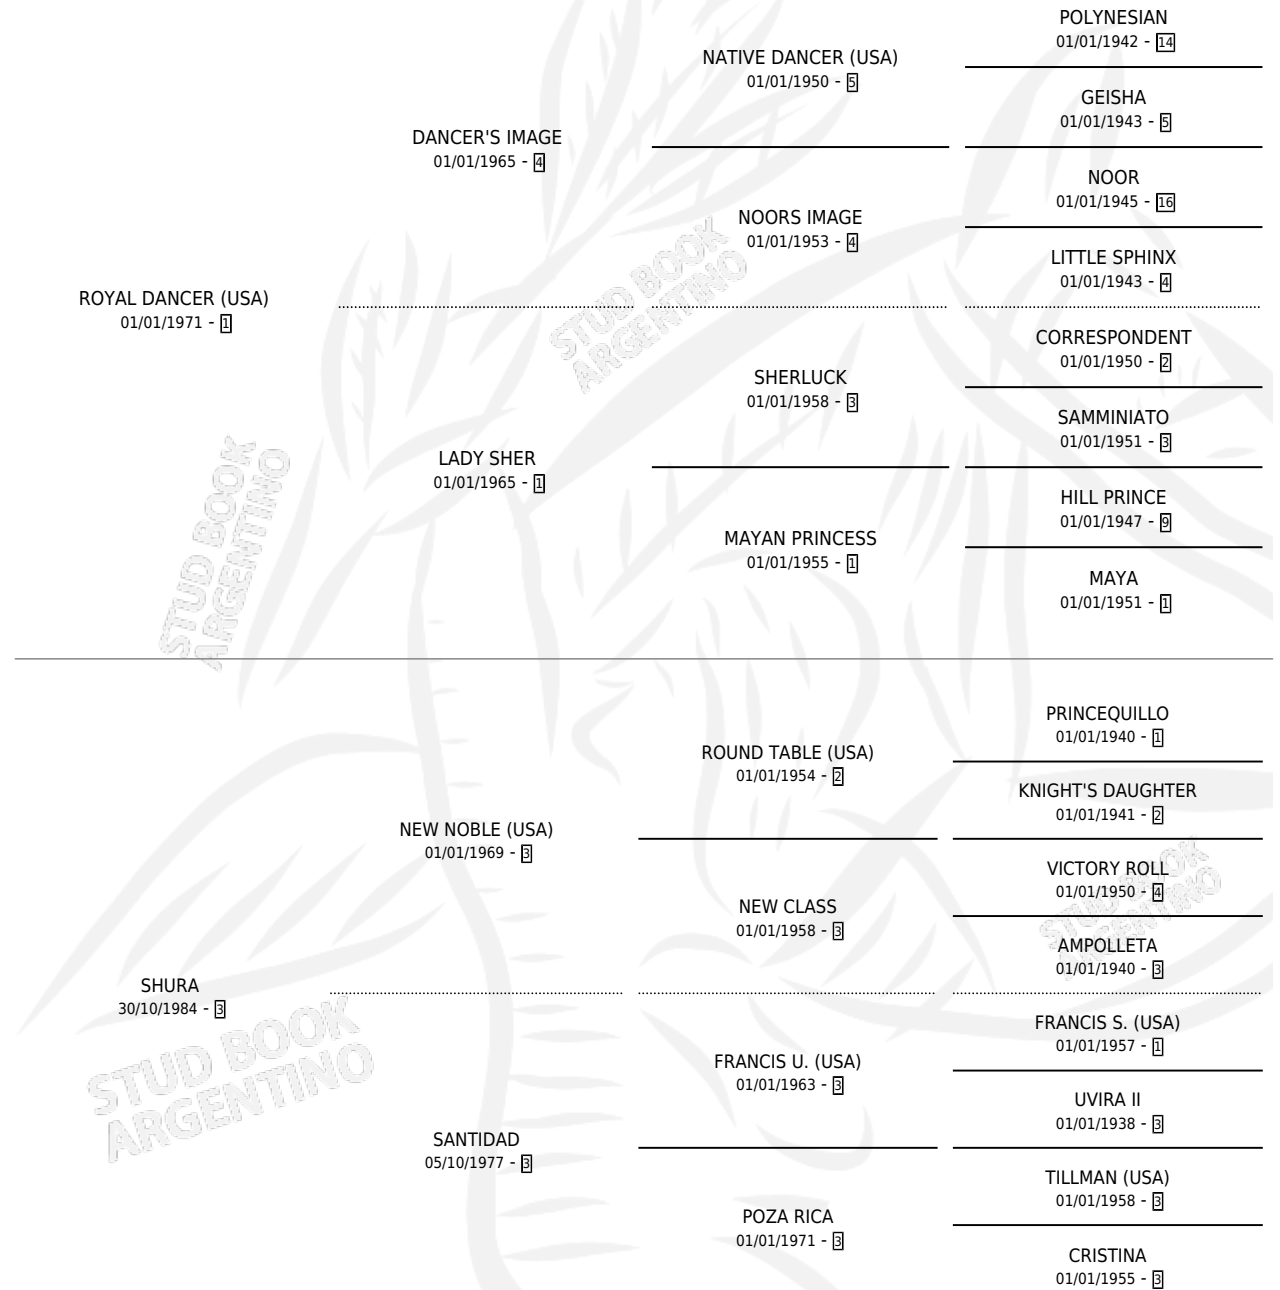 POLYNESIAN
01/01/1942 - 14
NATIVE DANCER (USA)
01/01/1950 - 5
GEISHA
01/01/1943 - 5
DANCER'S IMAGE
01/01/1965 - 4
NOOR
01/01/1945 - 16
NOORS IMAGE
01/01/1953 - 4
LITTLE SPHINX
01/01/1943 - 4
ROYAL DANCER (USA)
01/01/1971 - 1
STUD BOOK
ARGENTINO
CORRESPONDENT
01/01/1950 - 2
SHERLUCK
01/01/1958 - 3
SAMMINIATO
01/01/1951 - 3
LADY SHER
01/01/1965 - 1
HILL PRINCE
01/01/1947 - 9
MAYAN PRINCESS
01/01/1955 - 1
MAYA
01/01/1951 - 1
STUD BOOK
ARGENTINO
PRINCEQUILLO
01/01/1940 - 1
ROUND TABLE (USA)
01/01/1954 - 2
KNIGHT'S DAUGHTER
01/01/1941 - 2
NEW NOBLE (USA)
01/01/1969 - 3
VICTORY ROLL
01/01/1950 - 4
NEW CLASS
01/01/1958 - 3
AMPOLLETA
01/01/1940 - 3
STUD BOOK
ARGENTINO
SHURA
30/10/1984 - 3
STUD BOOK
ARGENTINO
FRANCIS S. (USA)
01/01/1957 - 1
FRANCIS U. (USA)
01/01/1963 - 3
UVIRA II
01/01/1938 - 3
SANTIDAD
05/10/1977 - 3
TILLMAN (USA)
01/01/1958 - 3
POZA RICA
01/01/1971 - 3
CRISTINA
01/01/1955 - 3